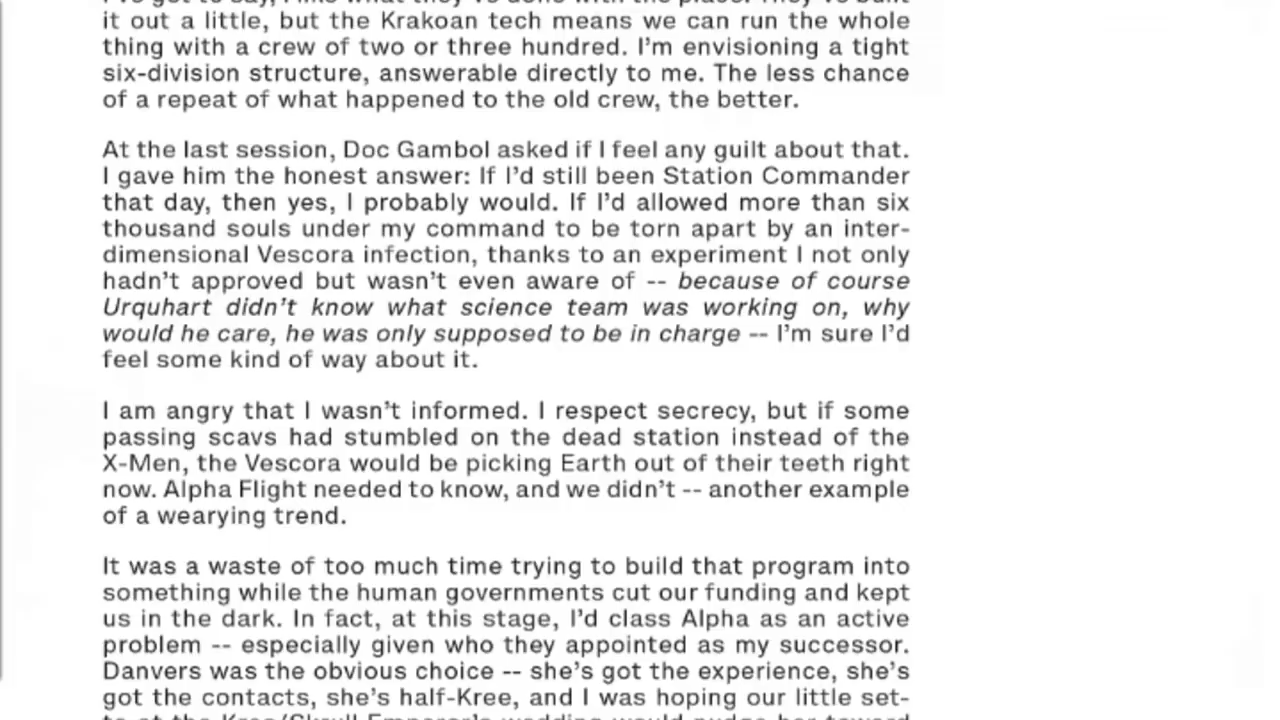 it out a little, but the Krakoan tech means we can run the whole
thing with a crew of two or three hundred. I’m envisioning a tight
six-division structure, answerable directly to me. The less chance
of a repeat of what happened to the old crew, the better.
At the last session, Doc Gambol asked if I feel any guilt about that.
I gave him the honest answer: If I’d still been Station Commander
that day, then yes, I probably would. If I’d allowed more than six
thousand souls under my command to be torn apart by an inter-
dimensional Vescora infection, thanks to an experiment I not only
hadn’t approved but wasn’t even aware of -- because of course
Urquhart didn’t know what science team was working on, why
would he care, he was only supposed to be in charge -- I’m sure I’d
feel some kind of way about it.
I am angry that I wasn’t informed. I respect secrecy, but if some
passing scavs had stumbled on the dead station instead of the
X-Men, the Vescora would be picking Earth out of their teeth right
now. Alpha Flight needed to know, and we didn’t -- another example
of a wearying trend.
It was a waste of too much time trying to build that program into
something while the human governments cut our funding and kept
us in the dark. In fact, at this stage, I’d class Alpha as an active
problem -- especially given who they appointed as my successor.
Danvers was the obvious choice -- she’s got the experience, she’s
got the contacts, she’s half-Kree, and I was hoping our little set-